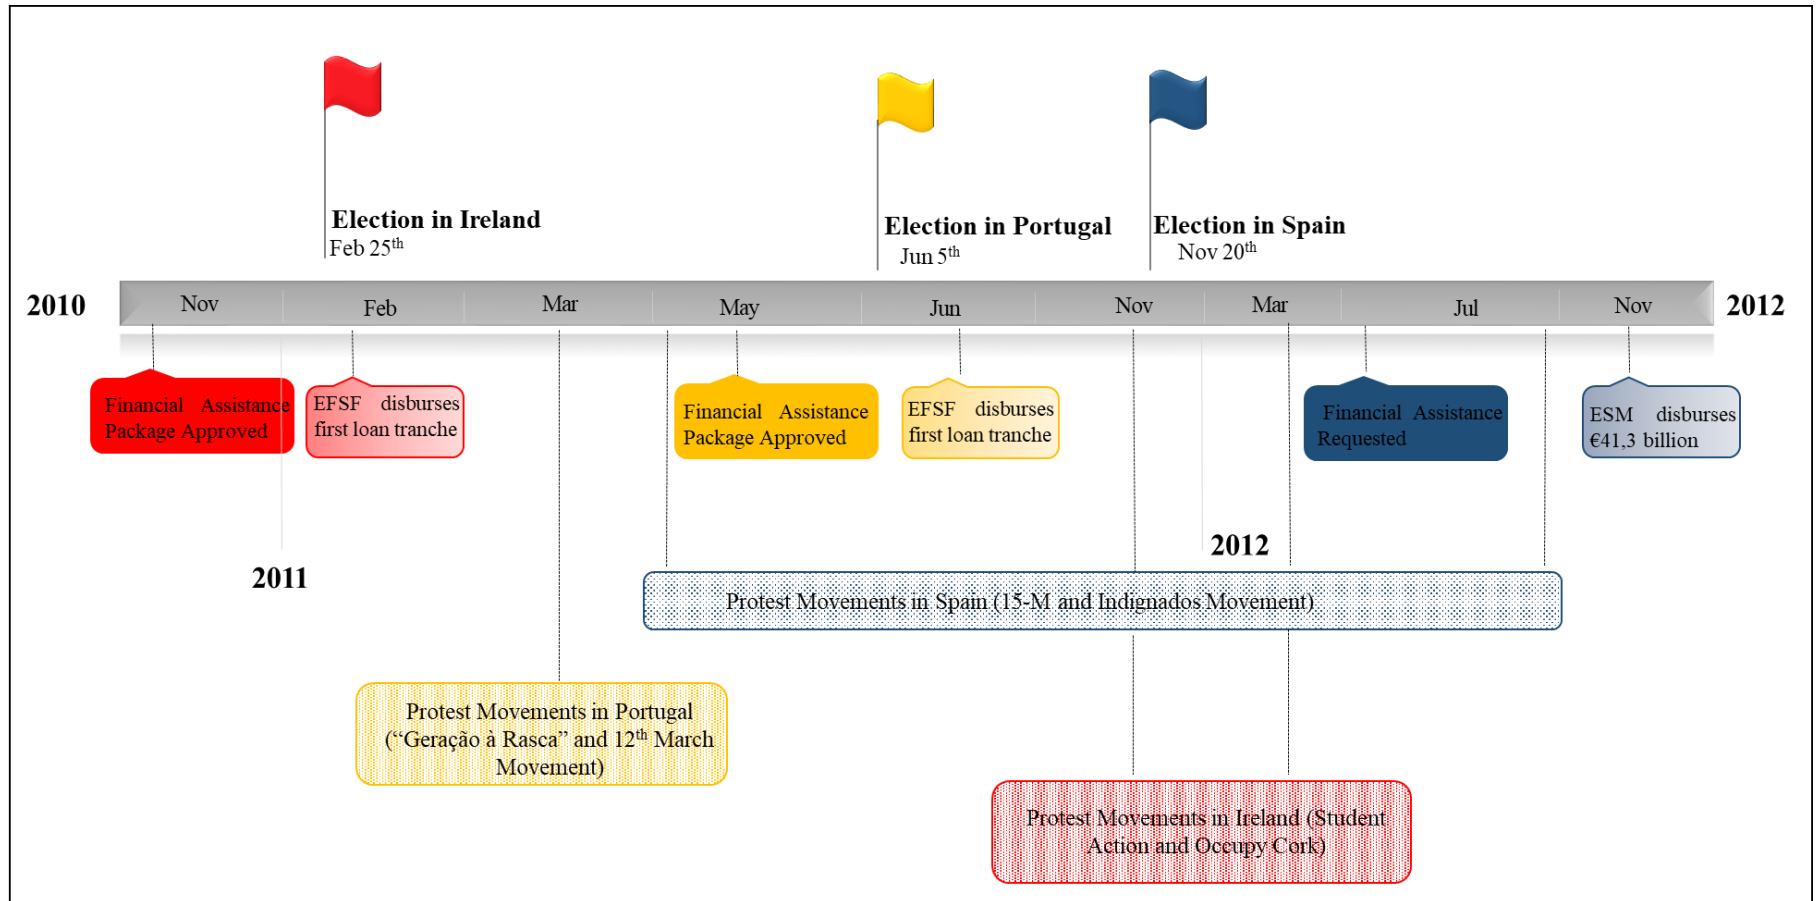 Election in Ireland
Feb 25th
Election in Portugal
Jun 5th
Election in Spain
Nov 20th
2010
Nov
Feb
Mar
May
Jun
Nov
Mar
Jul
Nov
2012
Financial Assistance
Package Approved
EFSF disburses
first loan tranche
Financial Assistance
Package Approved
EFSF disburses
first loan tranche
Financial Assistance
Requested
ESM disburses
€41,3 billion
2011
2012
Protest Movements in Spain (15-M and Indignados Movement)
Protest Movements in Portugal
(“Geração à Rasca” and 12th March
Movement)
Protest Movements in Ireland (Student
Action and Occupy Cork)